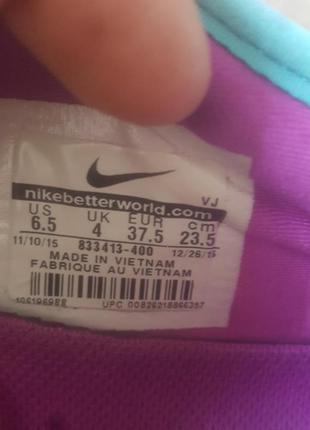 VJ
nikebetterworld.com
US UK EUR cm
6.5 4 37.5 23.5
11/10/15 833413-400 12/26/15
MADE IN VIETNAM
FABRIQUE AU VIETNAM
UPC